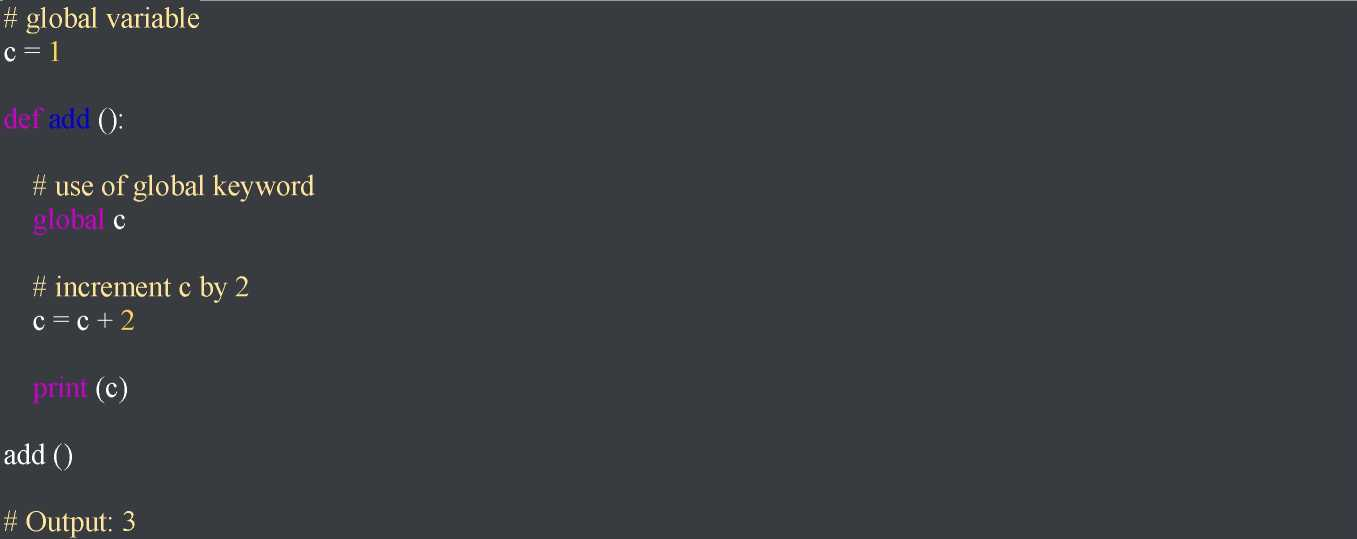 # global variable
c = 1
def add ():
# use of global keyword
global c
# increment c by 2
c = c + 2
print (c)
add ()
# Output: 3